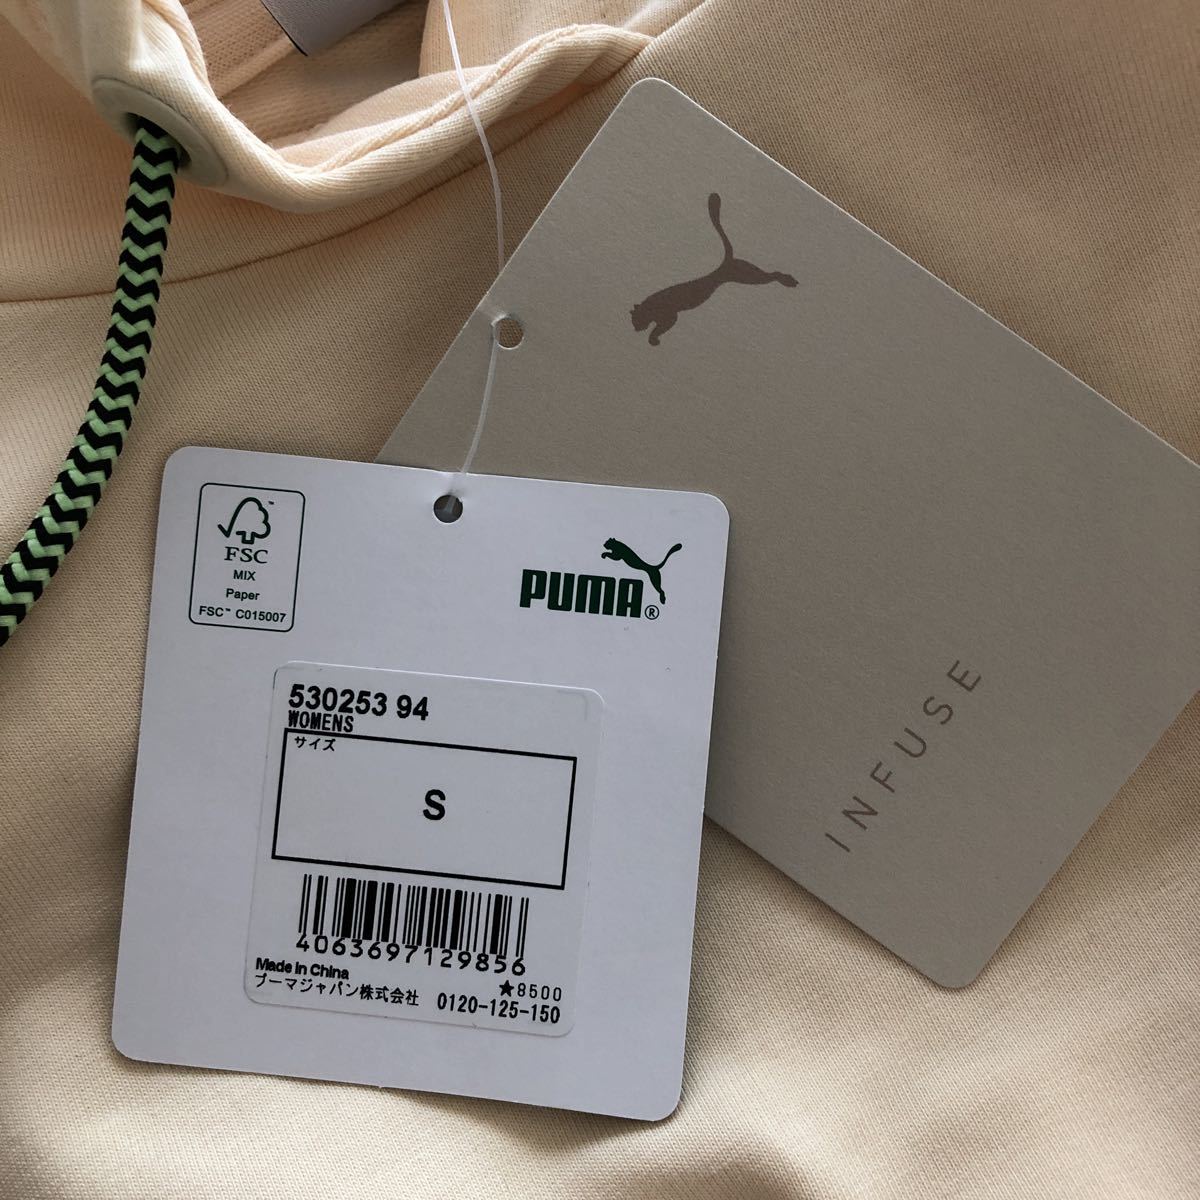 FSC™
MIX
Paper
FSC™ C015007
PUMA®
530253 94
WOMENS
サイズ
S
4063697129856
Made in China
★8500
プーマジャパン株式会社 0120-125-150
INFUSE